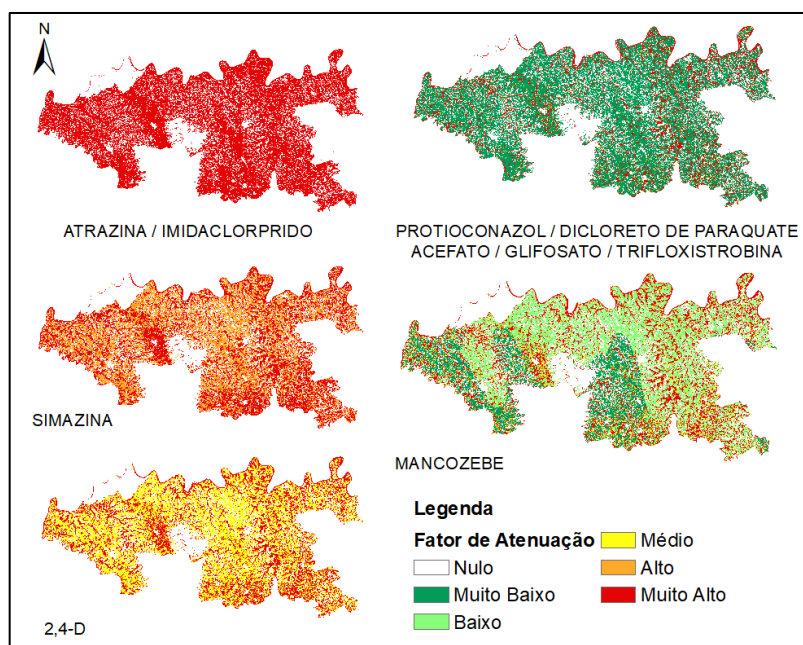 N
ATRAZINA / IMIDACLORPRIDO
PROTIOCONAZOL / DICLORETO DE PARAQUATE
ACEFATO / GLIFOSATO / TRIFLOXISTROBINA
SIMAZINA
MANCOZEBE
2,4-D
Legenda
Fator de Atenuação
Nulo
Muito Baixo
Baixo
Médio
Alto
Muito Alto